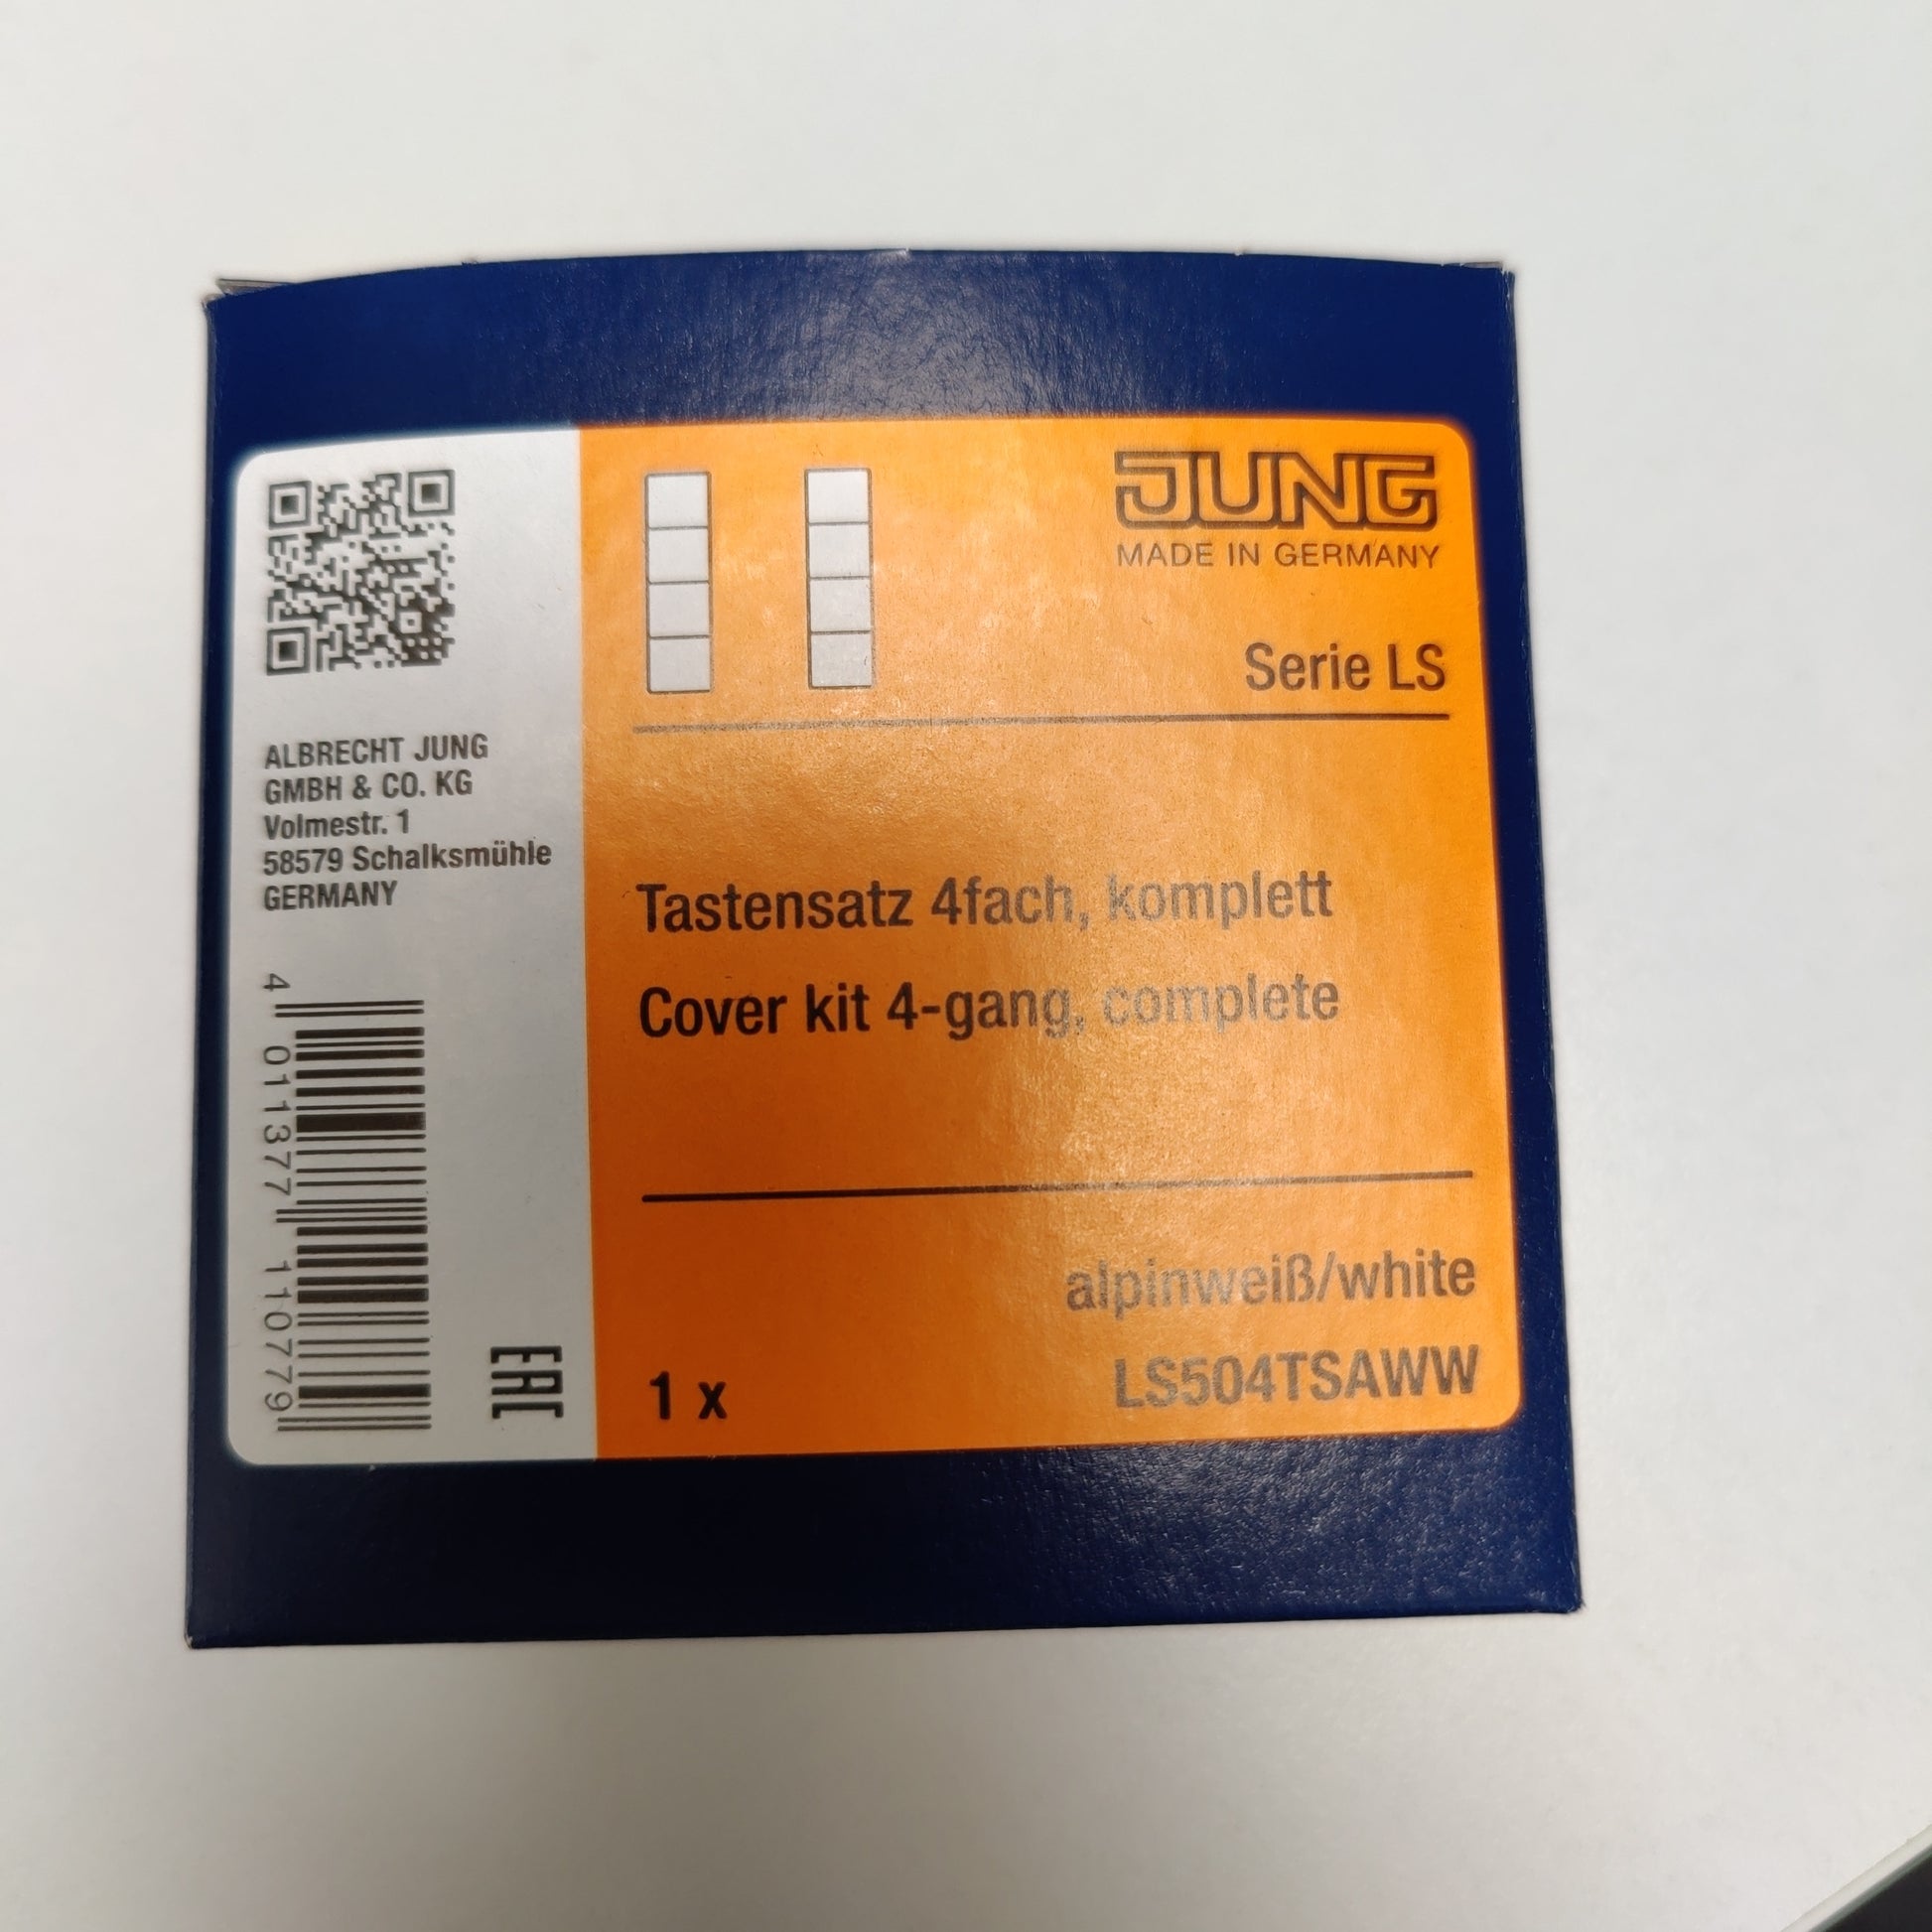 ALBRECHT JUNG
GMBH & CO. KG
Volmestr. 1
58579 Schalksmühle
GERMANY
4 011377 110779
EAC
JUNG
MADE IN GERMANY
Serie LS
Tastensatz 4fach, komplett
Cover kit 4-gang, complete
alpinweiß/white
1 x LS504TSAWW